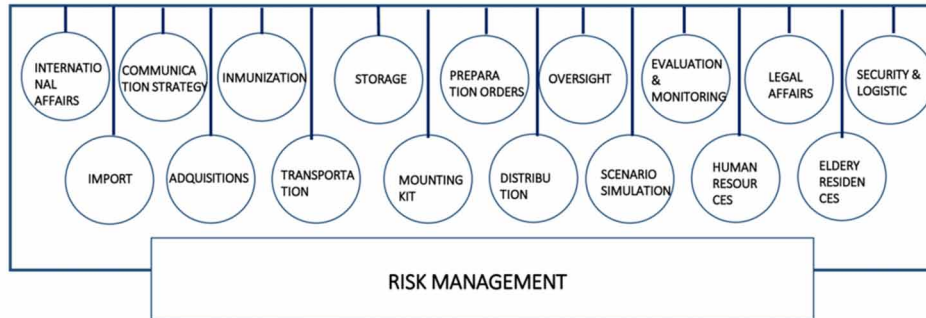 INTERNATIO
NAL
AFFAIRS
COMMUNICA
TION STRATEGY
INMUNIZATION
STORAGE
PREPARA
TION ORDERS
OVERSIGHT
EVALUATION
&
MONITORING
LEGAL
AFFAIRS
SECURITY &
LOGISTIC
IMPORT
ADQUISITIONS
TRANSPORTA
TION
MOUNTING
KIT
DISTRIBU
TION
SCENARIO
SIMULATION
HUMAN
RESOUR
CES
ELDERY
RESIDEN
CES
RISK MANAGEMENT